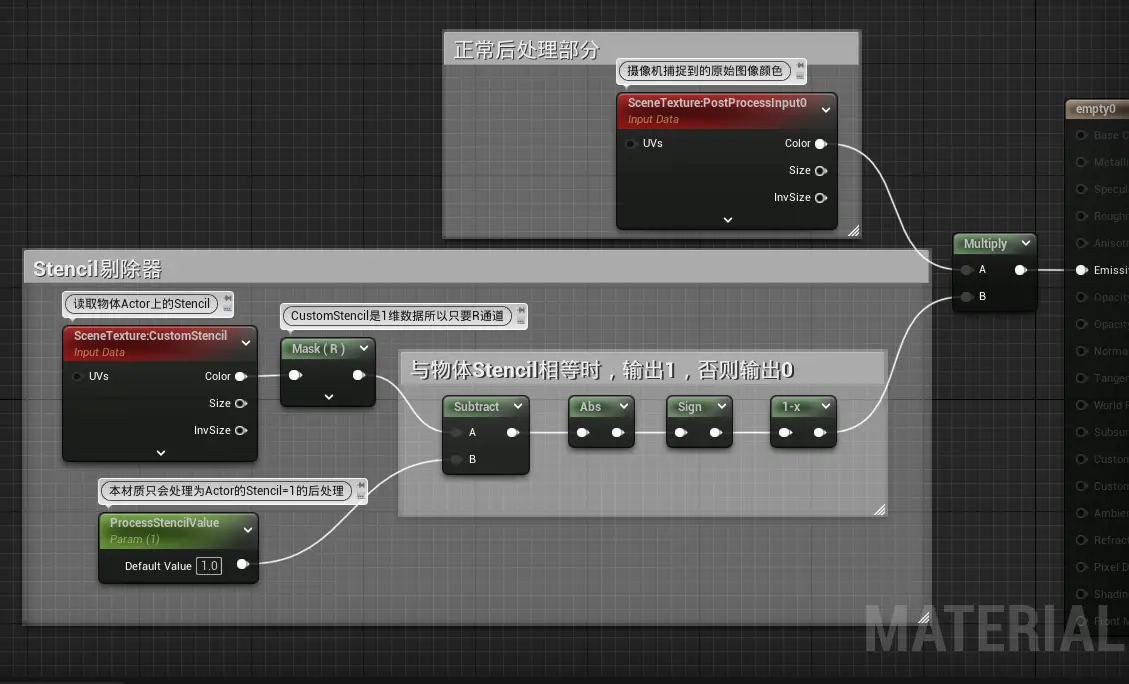 正常后处理部分
摄像机捕捉到的原始图像颜色
SceneTexture:PostProcessInput0
Input Data
UVs
Color
Size
InvSize
empty0
Multiply
A
B
Stencil剔除器
读取物体Actor上的Stencil
SceneTexture:CustomStencil
Input Data
UVs
Color
Size
InvSize
CustomStencil是1维数据所以只要R通道
Mask ( R )
与物体Stencil相等时，输出1，否则输出0
Subtract
A
B
Abs
Sign
1-x
本材质只会处理为Actor的Stencil=1的后处理
ProcessStencilValue
Param (1)
Default Value 1.0
Base C
Metalli
Specul
Rough
Anisot
Emissi
Opacit
Opacit
Norma
Tangen
World P
Subsur
Custon
Custon
Ambien
Refrac
Pixel D
Shadin
Front M
MATERIAL